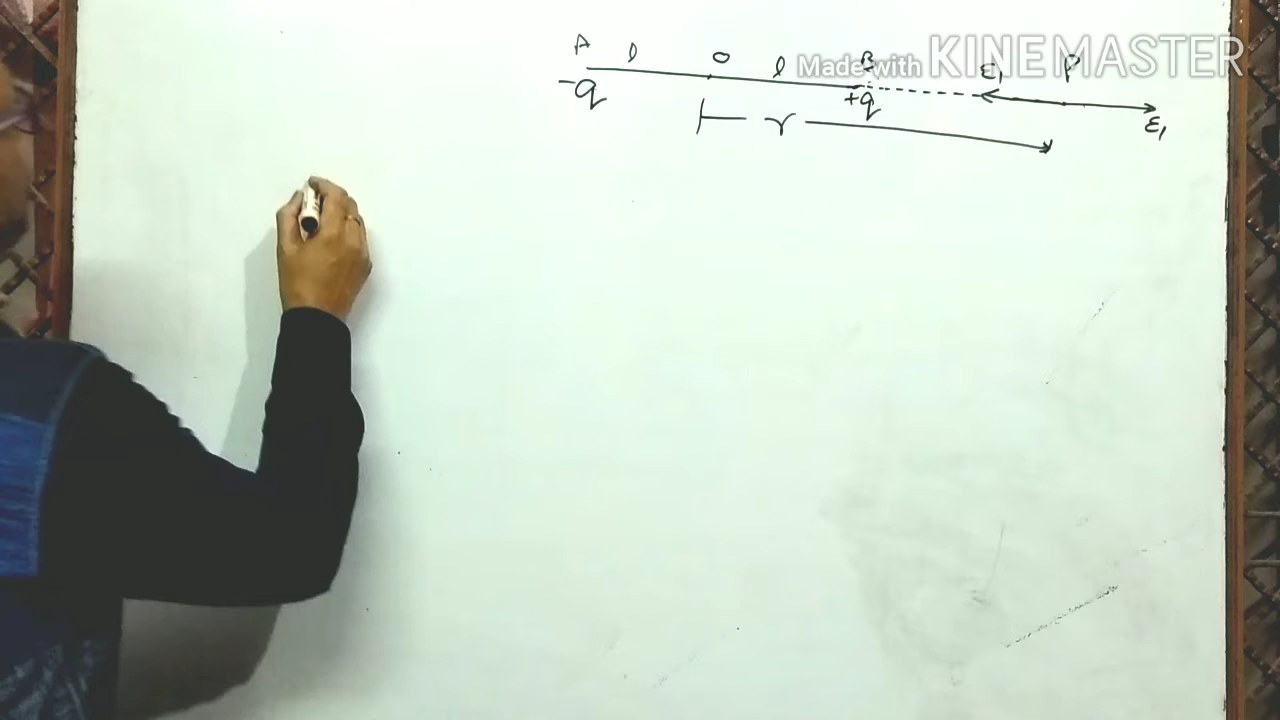 Made with KINEMASTER
A l O l B E₁ P
-q +q E₁
r